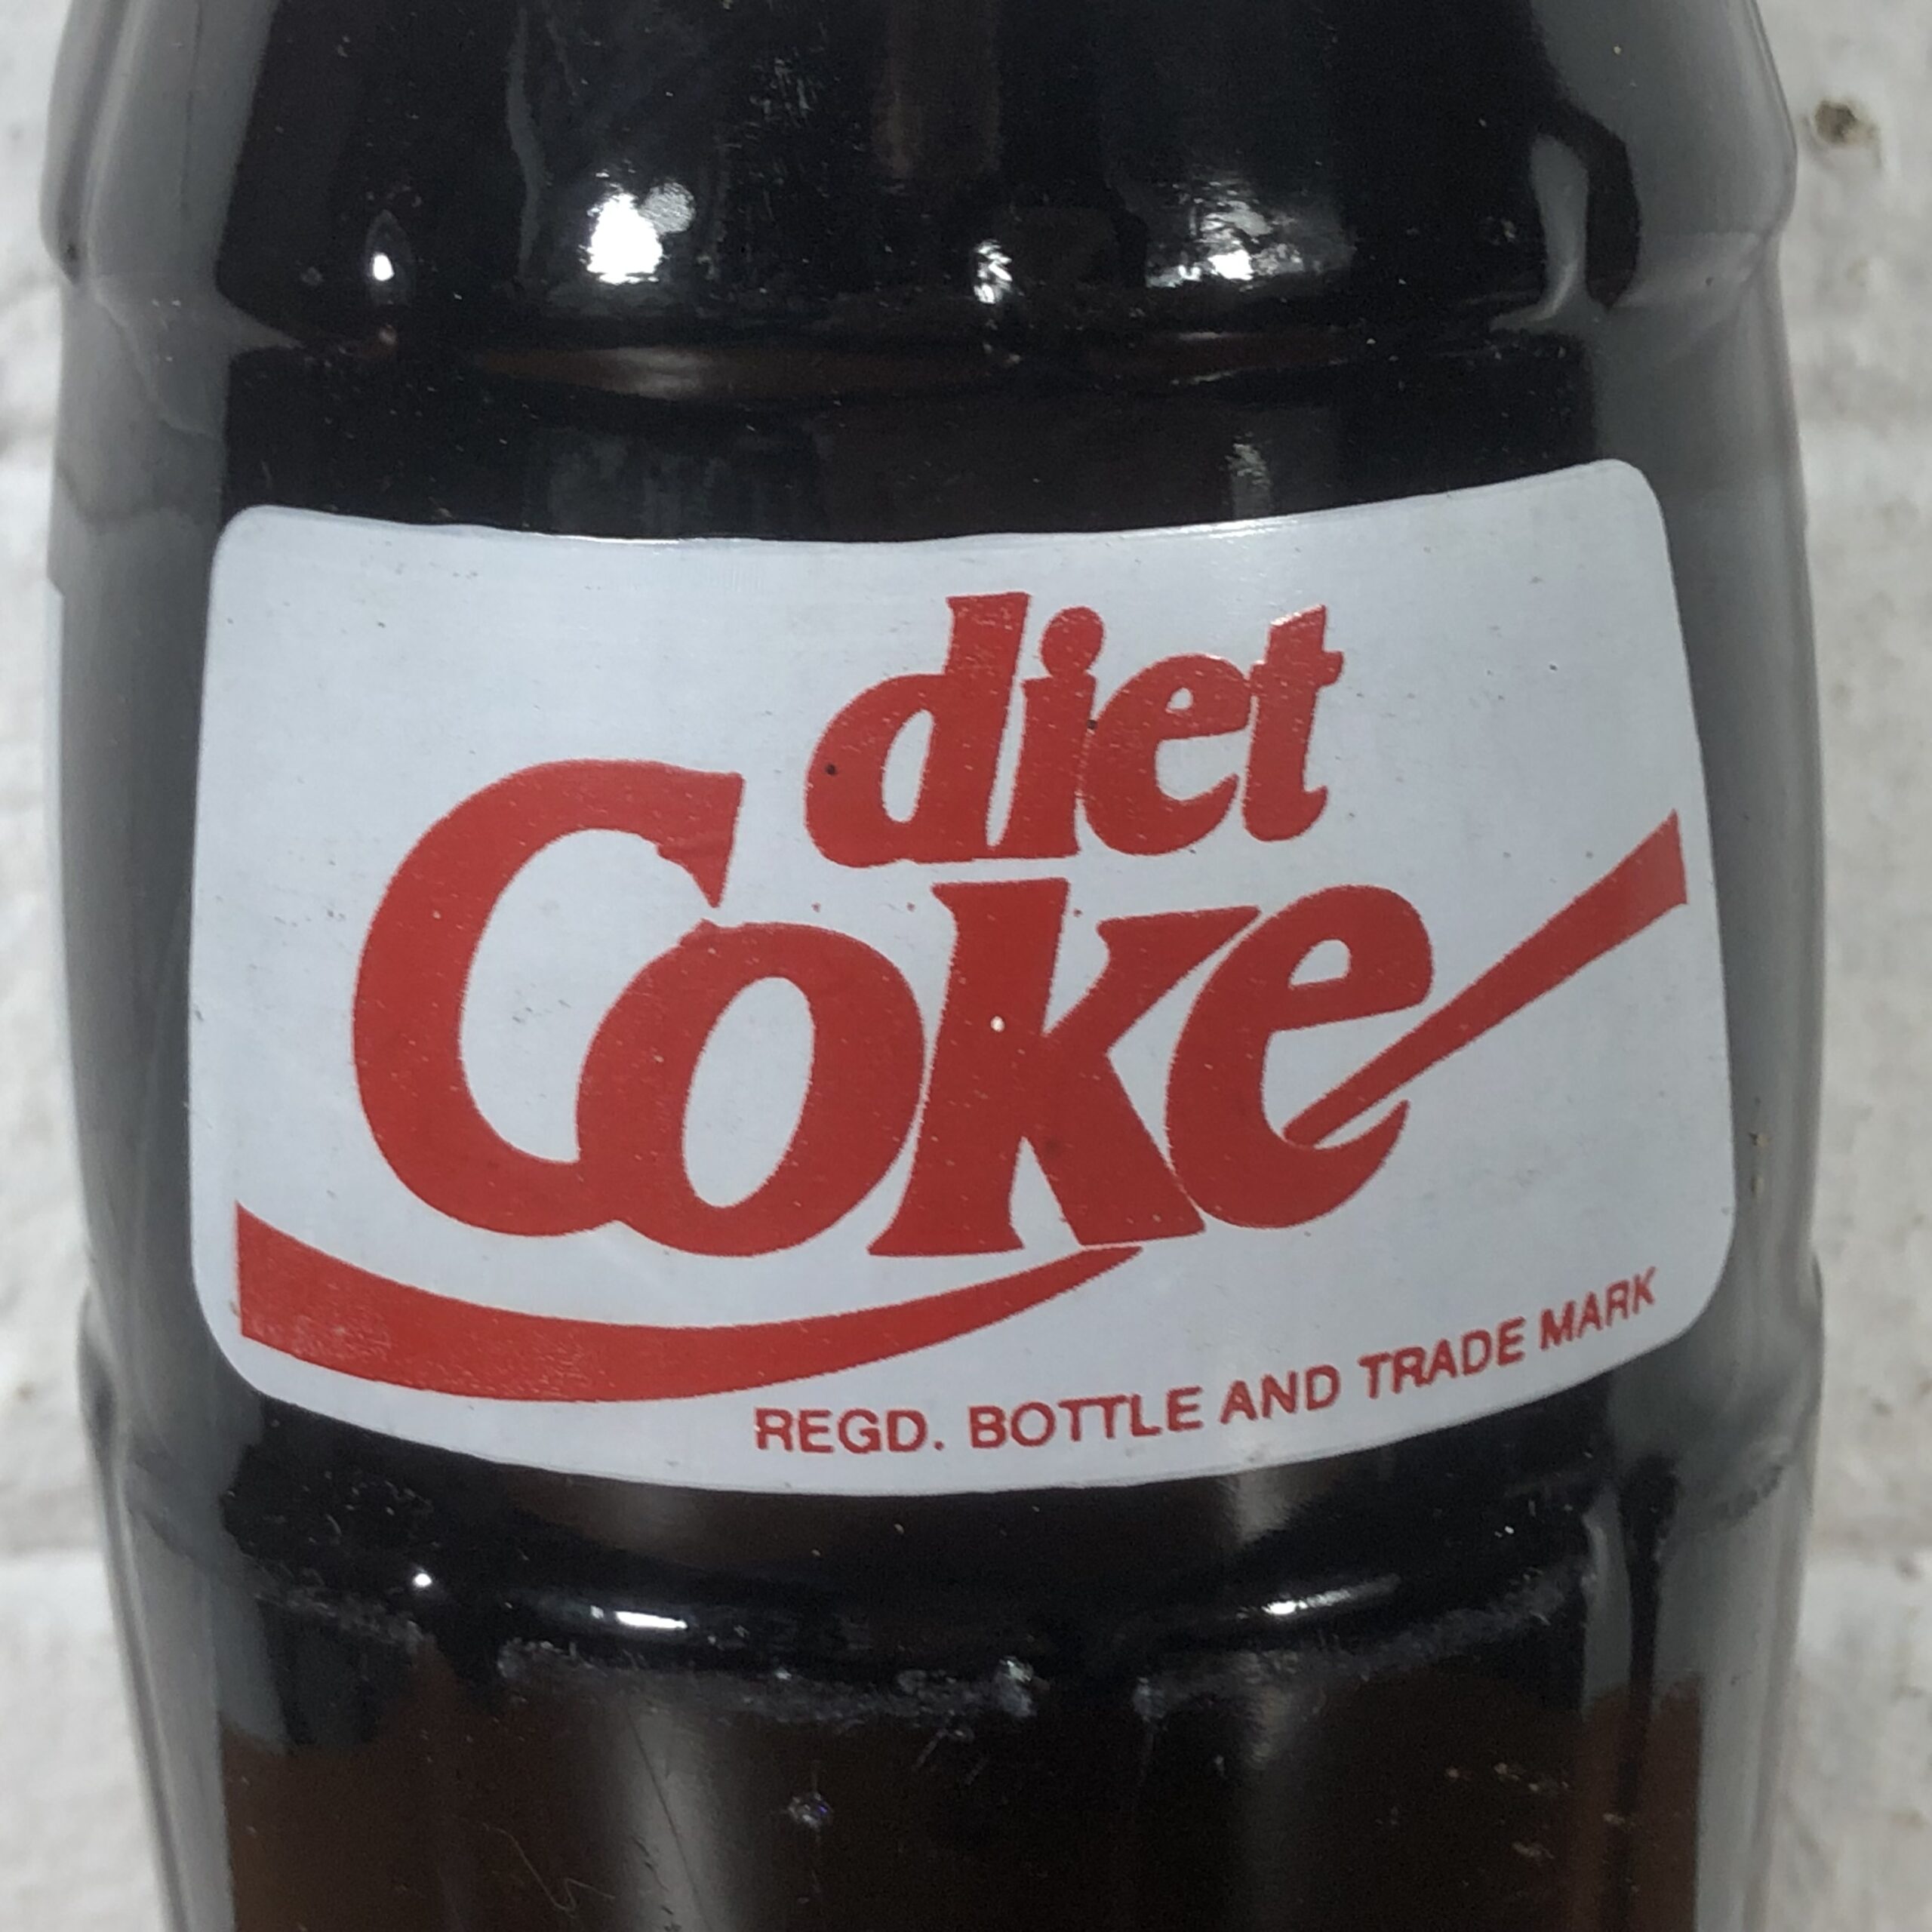 diet
Coke
REGD. BOTTLE AND TRADE MARK